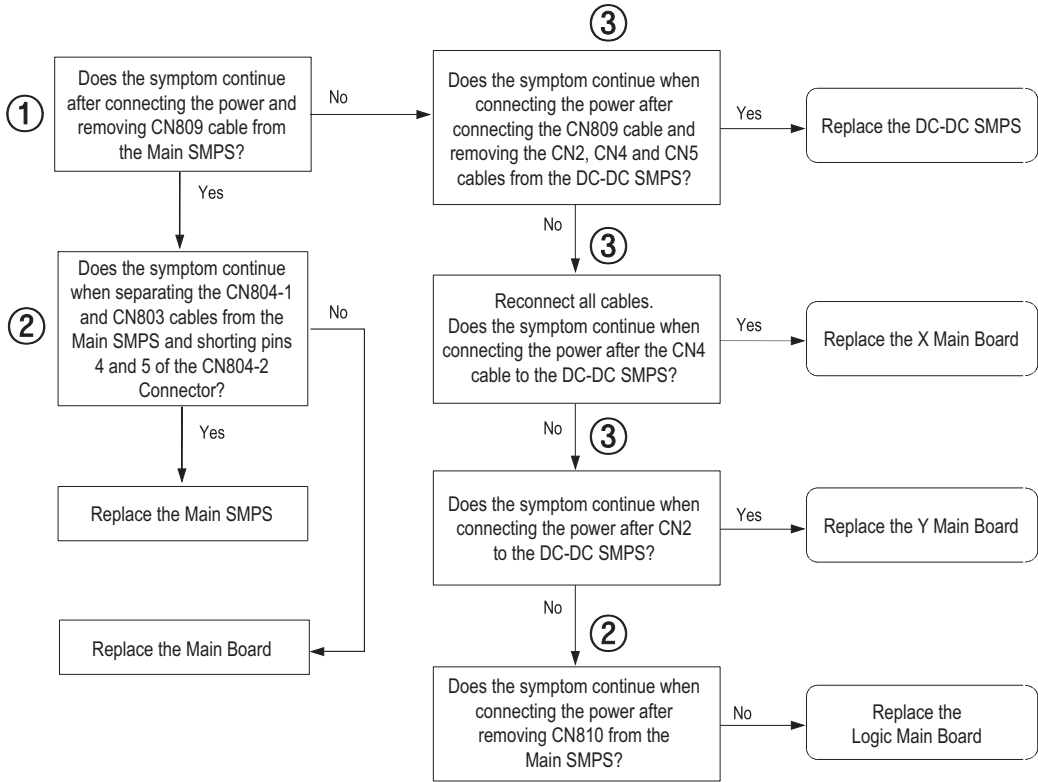 ①
Does the symptom continue
after connecting the power and
removing CN809 cable from
the Main SMPS?
No
Yes
②
Does the symptom continue
when separating the CN804-1
and CN803 cables from the
Main SMPS and shorting pins
4 and 5 of the CN804-2
Connector?
No
Yes
Replace the Main SMPS
Replace the Main Board
③
Does the symptom continue when
connecting the power after
connecting the CN809 cable and
removing the CN2, CN4 and CN5
cables from the DC-DC SMPS?
Yes
Replace the DC-DC SMPS
No
③
Reconnect all cables.
Does the symptom continue when
connecting the power after the CN4
cable to the DC-DC SMPS?
Yes
Replace the X Main Board
No
③
Does the symptom continue when
connecting the power after CN2
to the DC-DC SMPS?
Yes
Replace the Y Main Board
No
②
Does the symptom continue when
connecting the power after
removing CN810 from the
Main SMPS?
No
Replace the
Logic Main Board